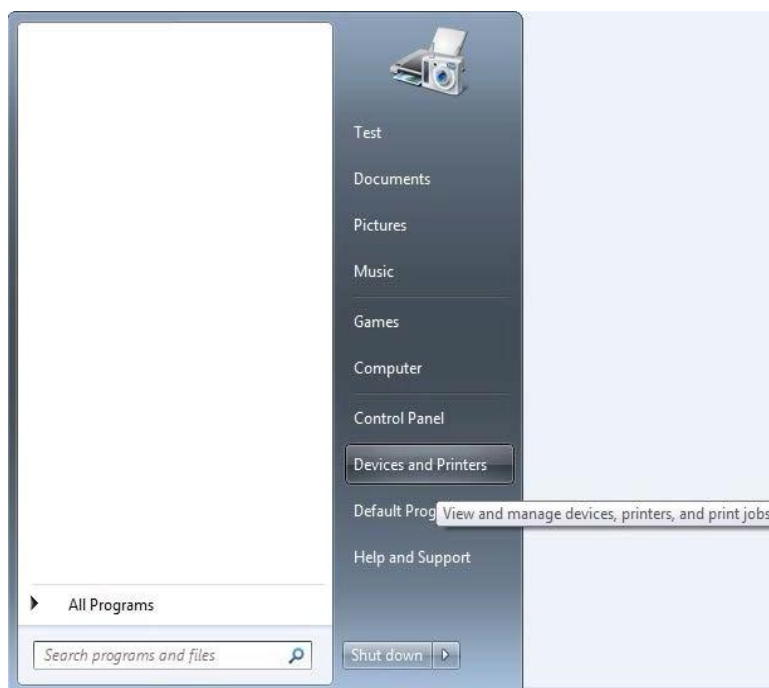 Test
Documents
Pictures
Music
Games
Computer
Control Panel
Devices and Printers
Default Prog
View and manage devices, printers, and print jobs
Help and Support
All Programs
Search programs and files
Shut down